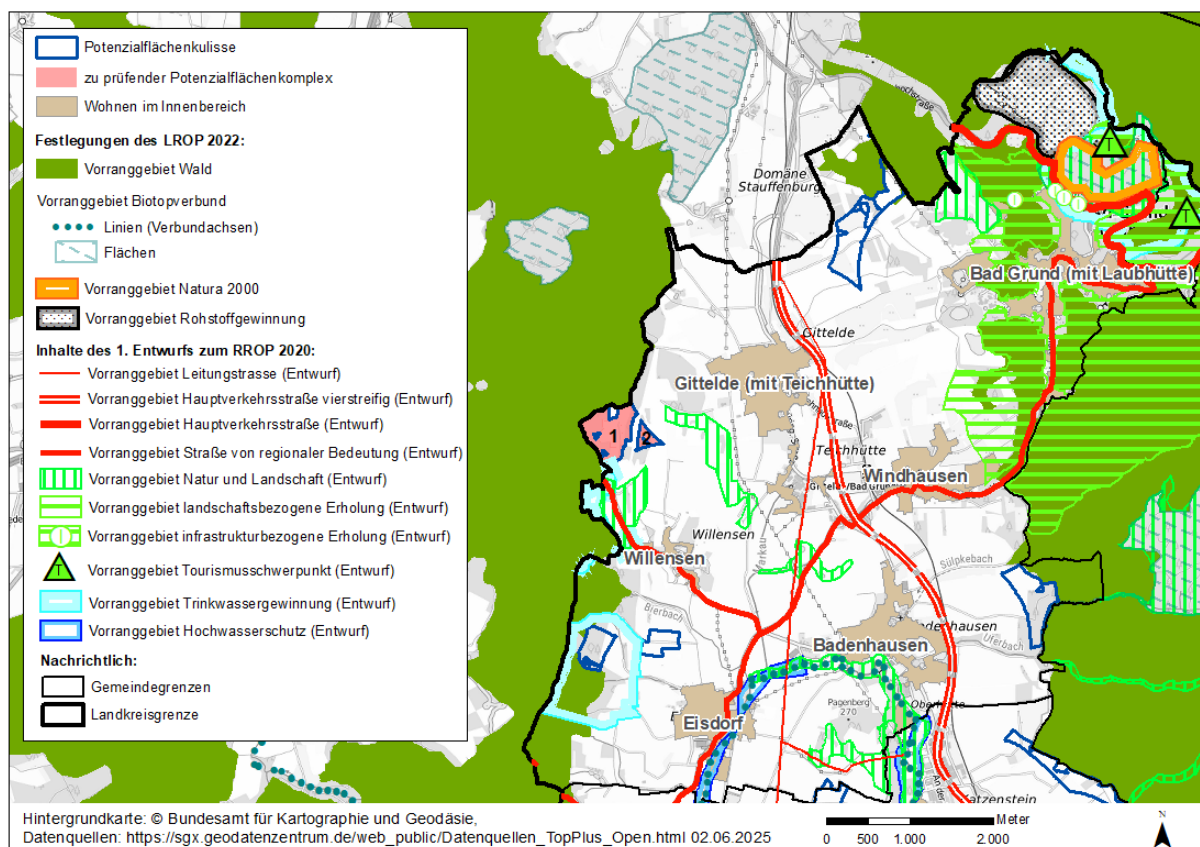 Potenzialflächenkulisse
zu prüfender Potenzialflächenkomplex
Wohnen im Innenbereich
Festlegungen des LROP 2022:
Vorranggebiet Wald
Vorranggebiet Biotopverbund
Linien (Verbundachsen)
Flächen
Vorranggebiet Natura 2000
Vorranggebiet Rohstoffgewinnung
Inhalte des 1. Entwurfs zum RROP 2020:
Vorranggebiet Leitungstrasse (Entwurf)
Vorranggebiet Hauptverkehrsstraße vierstreifig (Entwurf)
Vorranggebiet Hauptverkehrsstraße (Entwurf)
Vorranggebiet Straße von regionaler Bedeutung (Entwurf)
Vorranggebiet Natur und Landschaft (Entwurf)
Vorranggebiet landschaftsbezogene Erholung (Entwurf)
Vorranggebiet infrastrukturbezogene Erholung (Entwurf)
T
Vorranggebiet Tourismusschwerpunkt (Entwurf)
Vorranggebiet Trinkwassergewinnung (Entwurf)
Vorranggebiet Hochwasserschutz (Entwurf)
Nachrichtlich:
Gemeindegrenzen
Landkreisgrenze
T
Domäne
Stauffenburg
T
Bad Grund (mit Laubhütte)
Gittelde
Gittelde (mit Teichhütte)
1
2
Teichhütte
Windhausen
Willensen
Willensen
Markau
Sülpkebach
Bierbach
Uferbach
Badenhausen
Pagenberg
270
Eisdorf
An der
Katzenstein
Hintergrundkarte: © Bundesamt für Kartographie und Geodäsie,
Datenquellen: https://sgx.geodatenzentrum.de/web_public/Datenquellen_TopPlus_Open.html 02.06.2025
0 500 1.000 2.000
Meter
N